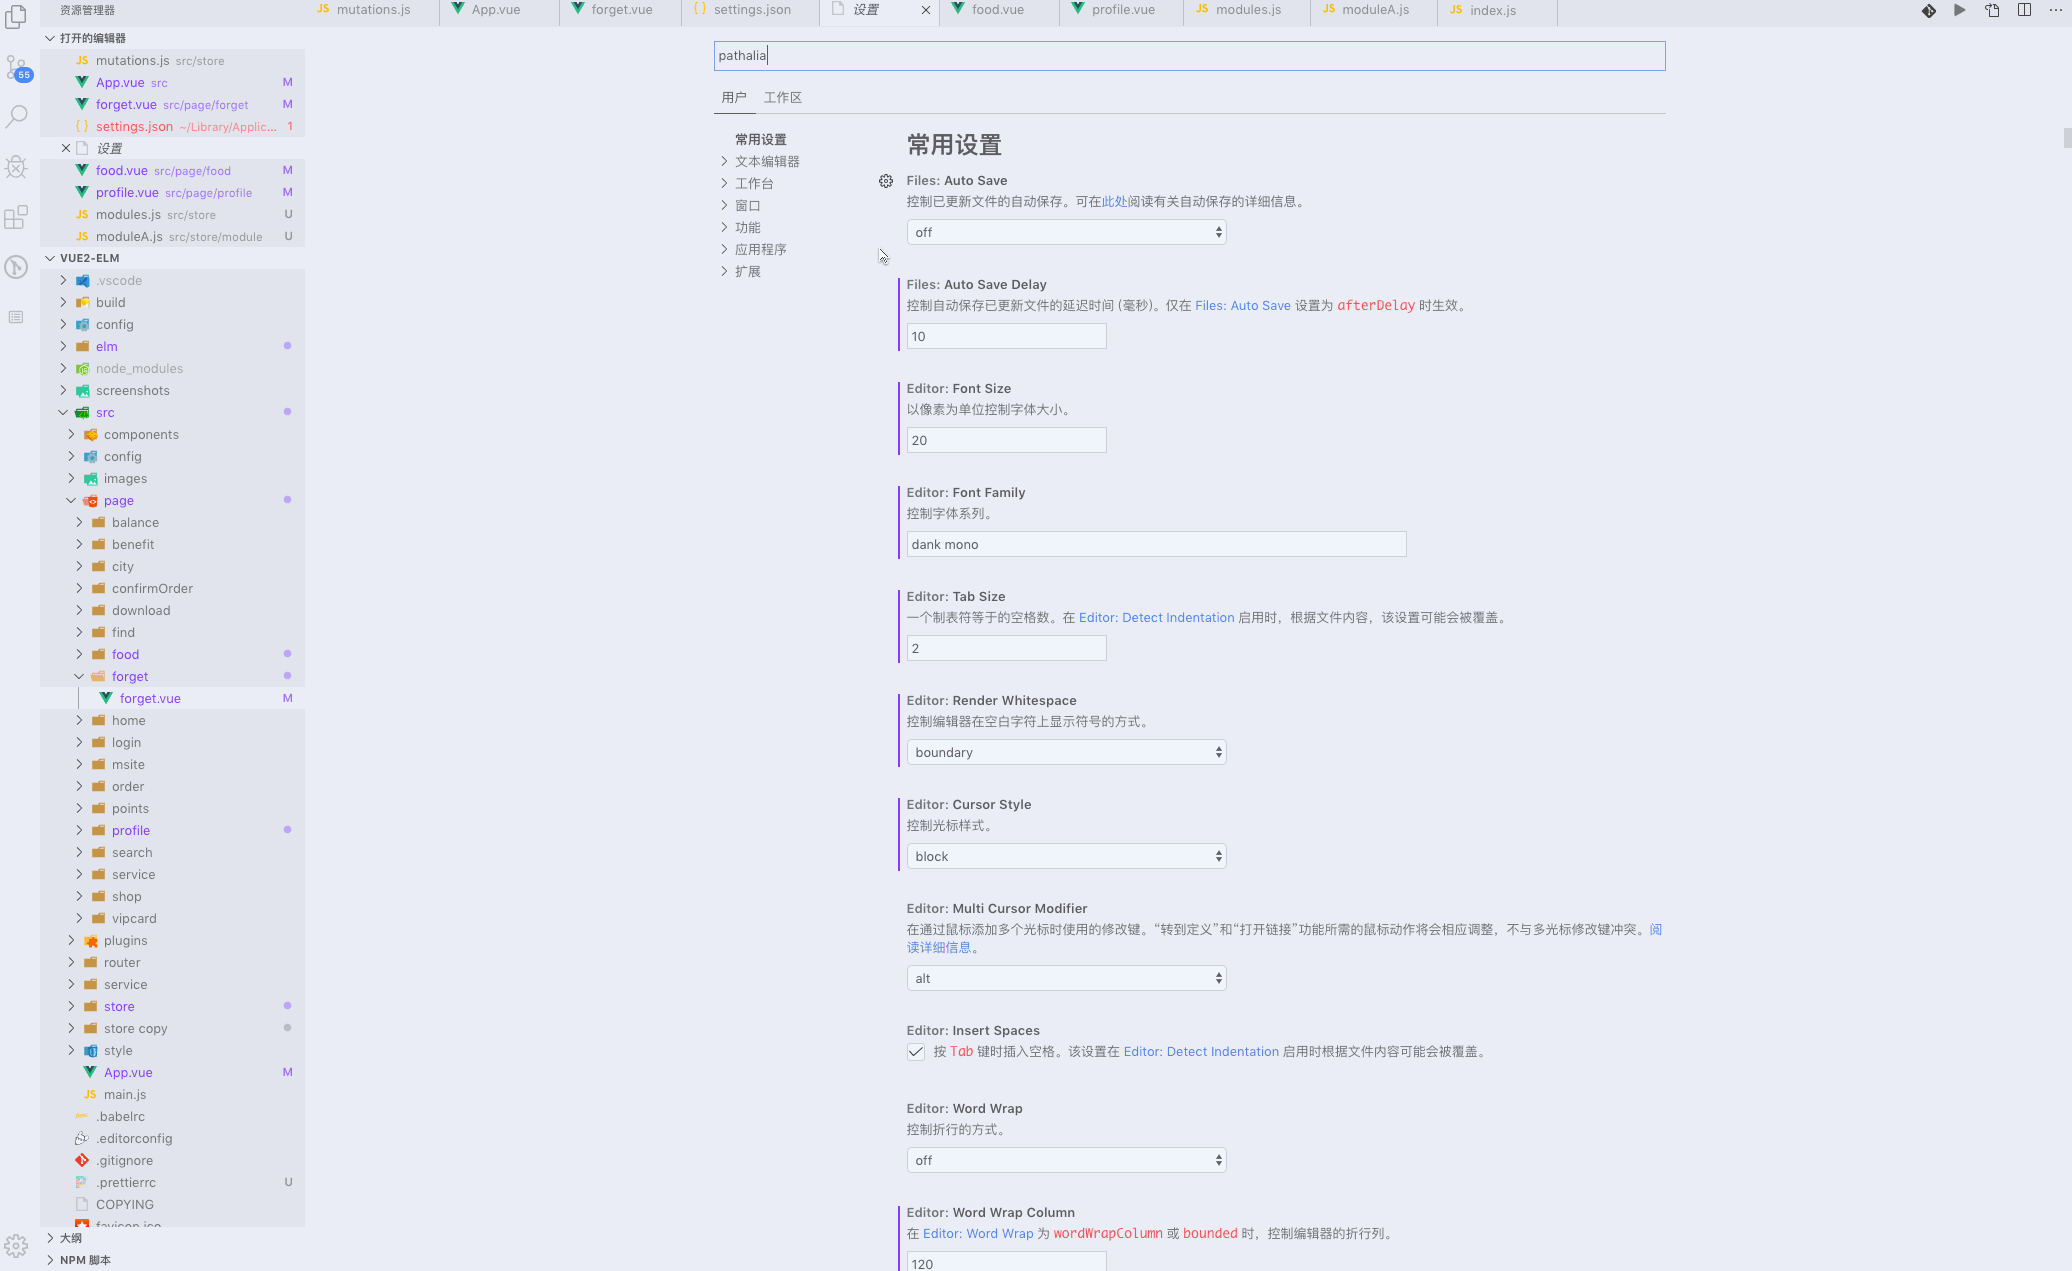 资源管理器
JS mutations.js
App.vue
forget.vue
{ } settings.json
设置
food.vue
profile.vue
JS modules.js
JS moduleA.js
JS index.js
打开的编辑器
JS mutations.js src/store
55
App.vue src M
forget.vue src/page/forget M
{ } settings.json ~/Library/Applic... 1
设置
food.vue src/page/food M
profile.vue src/page/profile M
JS modules.js src/store U
JS moduleA.js src/store/module U
VUE2-ELM
.vscode
build
config
elm
node_modules
screenshots
src
components
config
images
page
balance
benefit
city
confirmOrder
download
find
food
forget
forget.vue M
home
login
msite
order
points
profile
search
service
shop
vipcard
plugins
router
service
store
store copy
style
App.vue M
JS main.js
.babelrc
.editorconfig
.gitignore
.prettierrc U
COPYING
favicon.ico
大纲
NPM 脚本
pathalia
用户 工作区
常用设置
文本编辑器
工作台
窗口
功能
应用程序
扩展
常用设置
Files: Auto Save
控制已更新文件的自动保存。可在此处阅读有关自动保存的详细信息。
off
Files: Auto Save Delay
控制自动保存已更新文件的延迟时间 (毫秒)。仅在 Files: Auto Save 设置为 afterDelay 时生效。
10
Editor: Font Size
以像素为单位控制字体大小。
20
Editor: Font Family
控制字体系列。
dank mono
Editor: Tab Size
一个制表符等于的空格数。在 Editor: Detect Indentation 启用时，根据文件内容，该设置可能会被覆盖。
2
Editor: Render Whitespace
控制编辑器在空白字符上显示符号的方式。
boundary
Editor: Cursor Style
控制光标样式。
block
Editor: Multi Cursor Modifier
在通过鼠标添加多个光标时使用的修改键。“转到定义”和“打开链接”功能所需的鼠标动作将会相应调整，不与多光标修改键冲突。阅
读详细信息。
alt
Editor: Insert Spaces
按 Tab 键时插入空格。该设置在 Editor: Detect Indentation 启用时根据文件内容可能会被覆盖。
Editor: Word Wrap
控制折行的方式。
off
Editor: Word Wrap Column
在 Editor: Word Wrap 为 wordWrapColumn 或 bounded 时，控制编辑器的折行列。
120